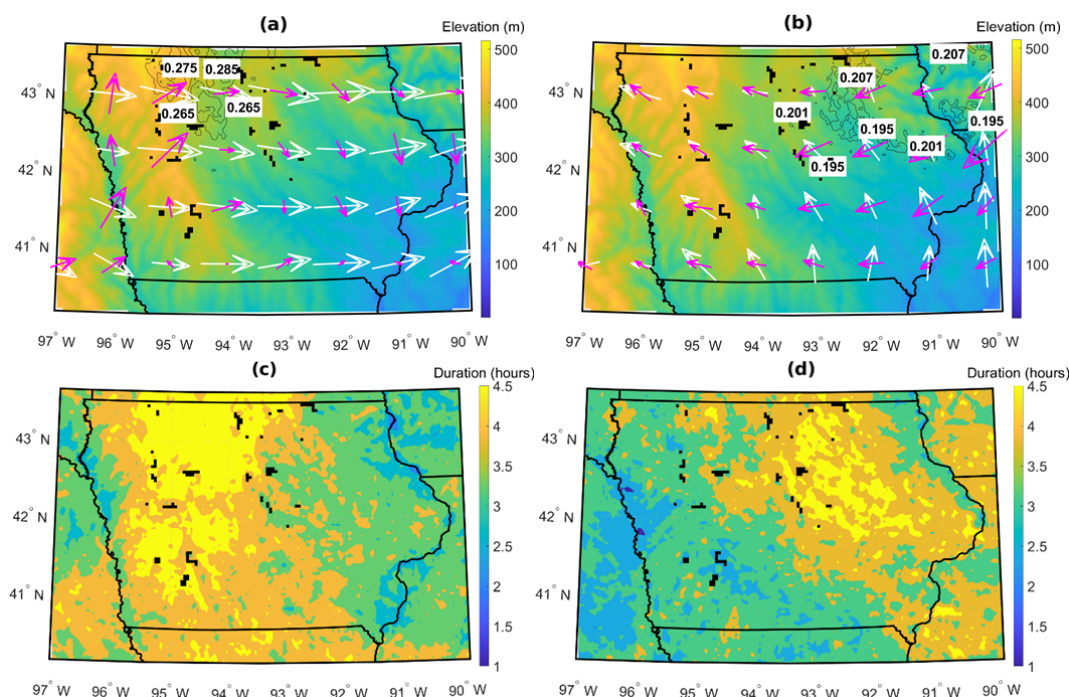 (a)
Elevation (m)
500
400
300
200
100
0.275
0.285
0.265
0.265
43° N
42° N
41° N
97° W
96° W
95° W
94° W
93° W
92° W
91° W
90° W
(b)
Elevation (m)
500
400
300
200
100
0.207
0.207
0.201
0.195
0.195
0.201
0.195
43° N
42° N
41° N
97° W
96° W
95° W
94° W
93° W
92° W
91° W
90° W
(c)
Duration (hours)
4.5
4
3.5
3
2.5
2
1
43° N
42° N
41° N
97° W
96° W
95° W
94° W
93° W
92° W
91° W
90° W
(d)
Duration (hours)
4.5
4
3.5
3
2.5
2
1
43° N
42° N
41° N
97° W
96° W
95° W
94° W
93° W
92° W
91° W
90° W